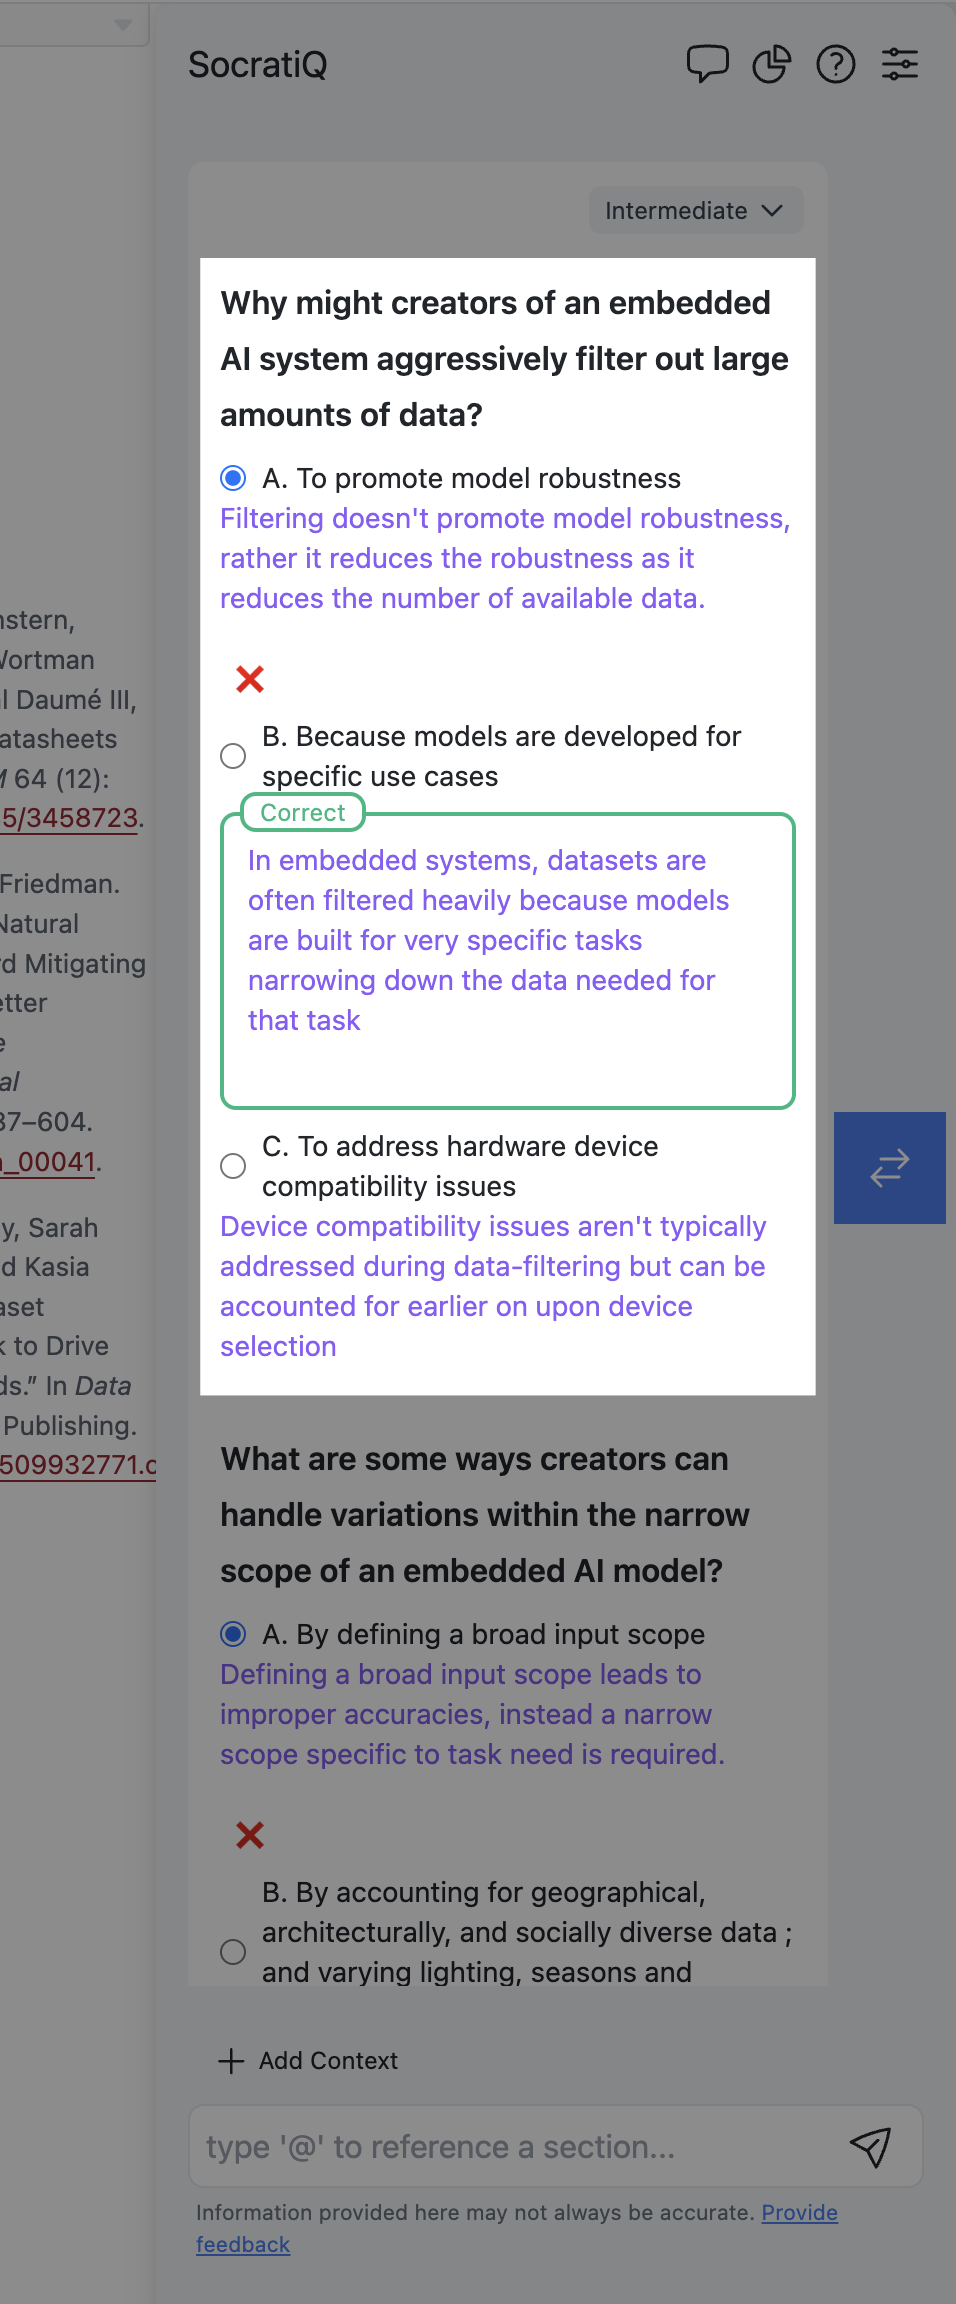 SocratiQ
Intermediate
Why might creators of an embedded
AI system aggressively filter out large
amounts of data?
A. To promote model robustness
Filtering doesn't promote model robustness,
rather it reduces the robustness as it
reduces the number of available data.
B. Because models are developed for
specific use cases
Correct
In embedded systems, datasets are
often filtered heavily because models
are built for very specific tasks
narrowing down the data needed for
that task
C. To address hardware device
compatibility issues
Device compatibility issues aren't typically
addressed during data-filtering but can be
accounted for earlier on upon device
selection
What are some ways creators can
handle variations within the narrow
scope of an embedded AI model?
A. By defining a broad input scope
Defining a broad input scope leads to
improper accuracies, instead a narrow
scope specific to task need is required.
B. By accounting for geographical,
architecturally, and socially diverse data ;
and varying lighting, seasons and
Add Context
type '@' to reference a section...
Information provided here may not always be accurate. Provide
feedback
nstern,
Wortman
l Daumé III,
atasheets
M 64 (12):
5/3458723.
Friedman.
Natural
d Mitigating
etter
e
al
87–604.
a_00041.
y, Sarah
d Kasia
aset
k to Drive
ds.” In Data
Publishing.
509932771.c